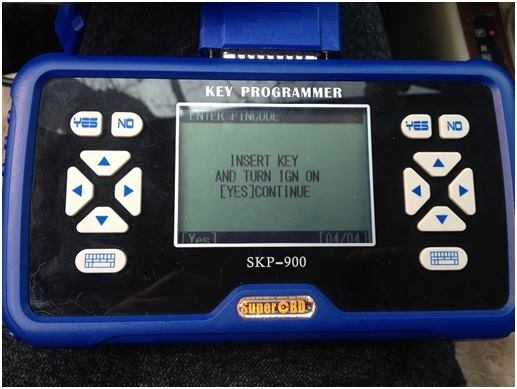 KEY PROGRAMMER
YES NO
YES NO
ENTER PINCODE
INSERT KEY
AND TURN IGN ON
[YES]CONTINUE
[Yes] [04/04]
SKP-900
SuperOBD